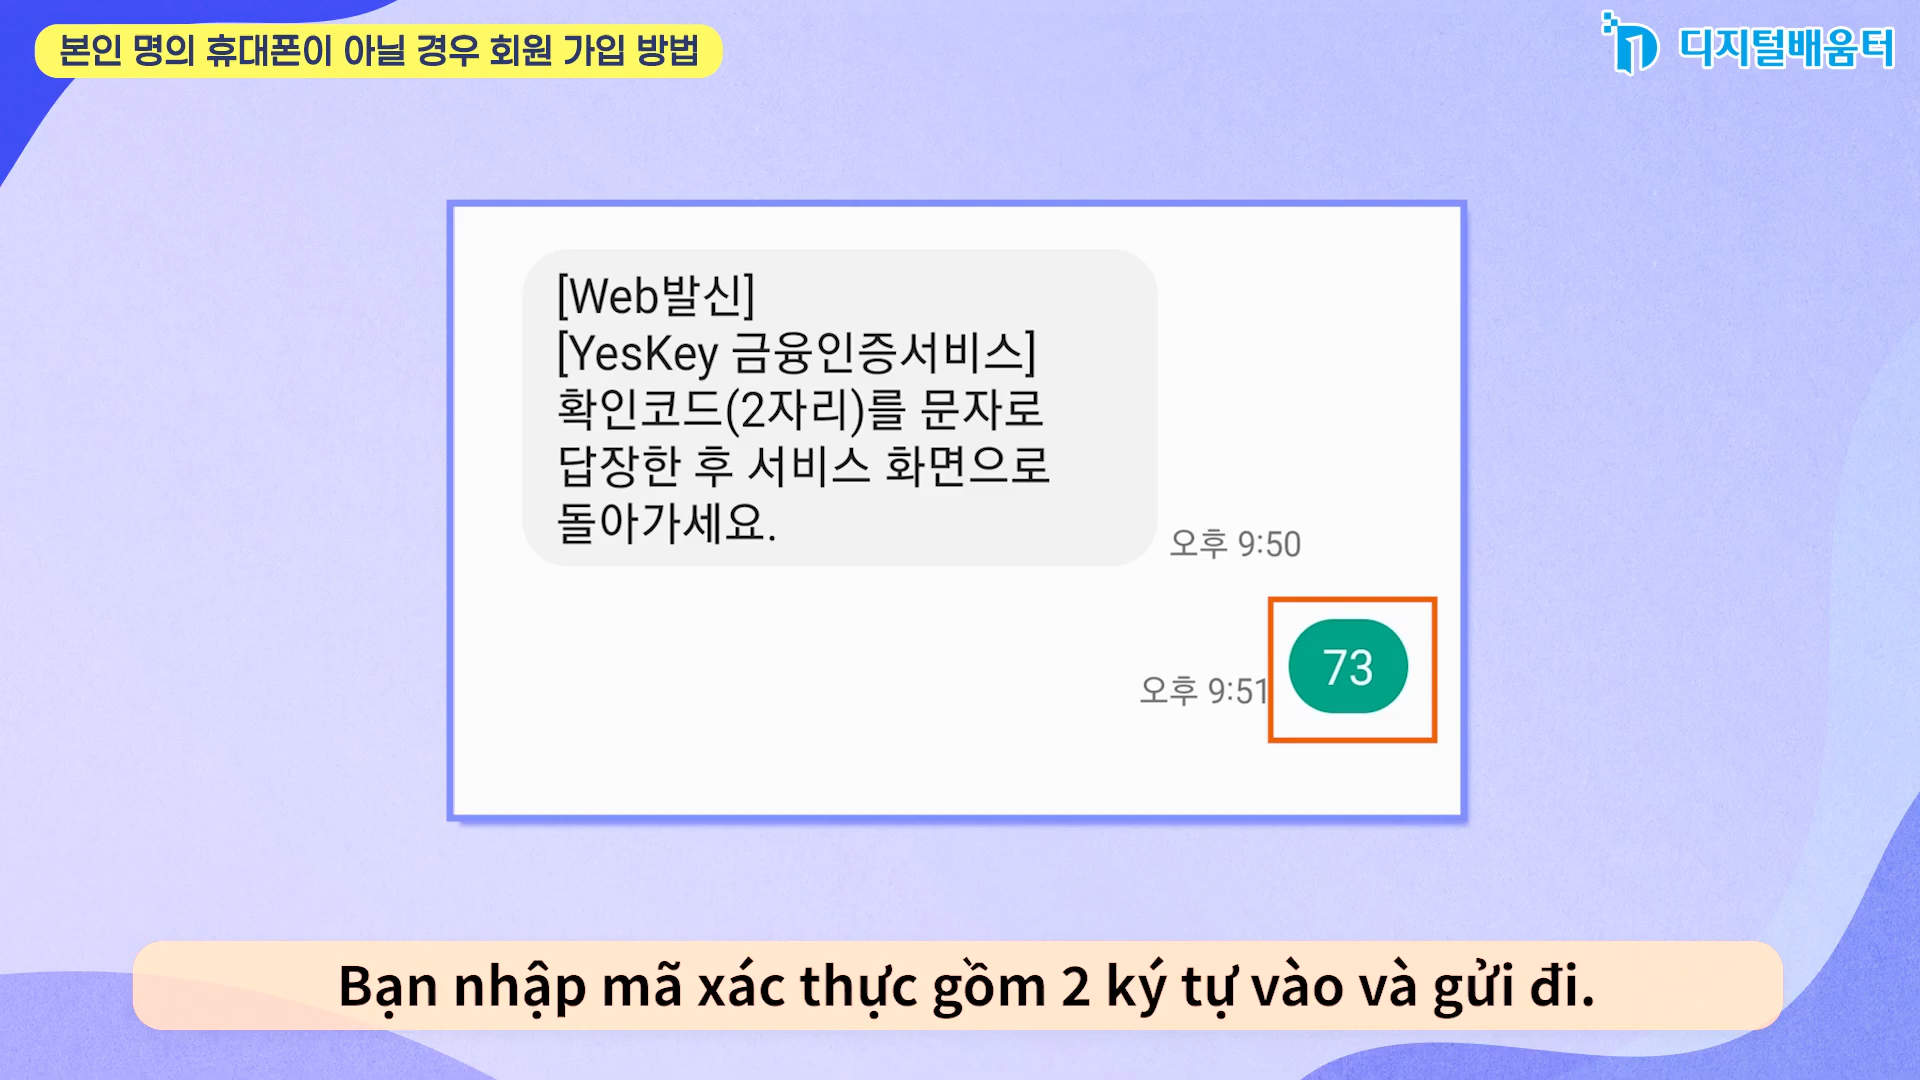 본인 명의 휴대폰이 아닐 경우 회원 가입 방법
디지털배움터
[Web발신]
[YesKey 금융인증서비스]
확인코드(2자리)를 문자로
답장한 후 서비스 화면으로
돌아가세요.
오후 9:50
73
오후 9:51
Bạn nhập mã xác thực gồm 2 ký tự vào và gửi đi.